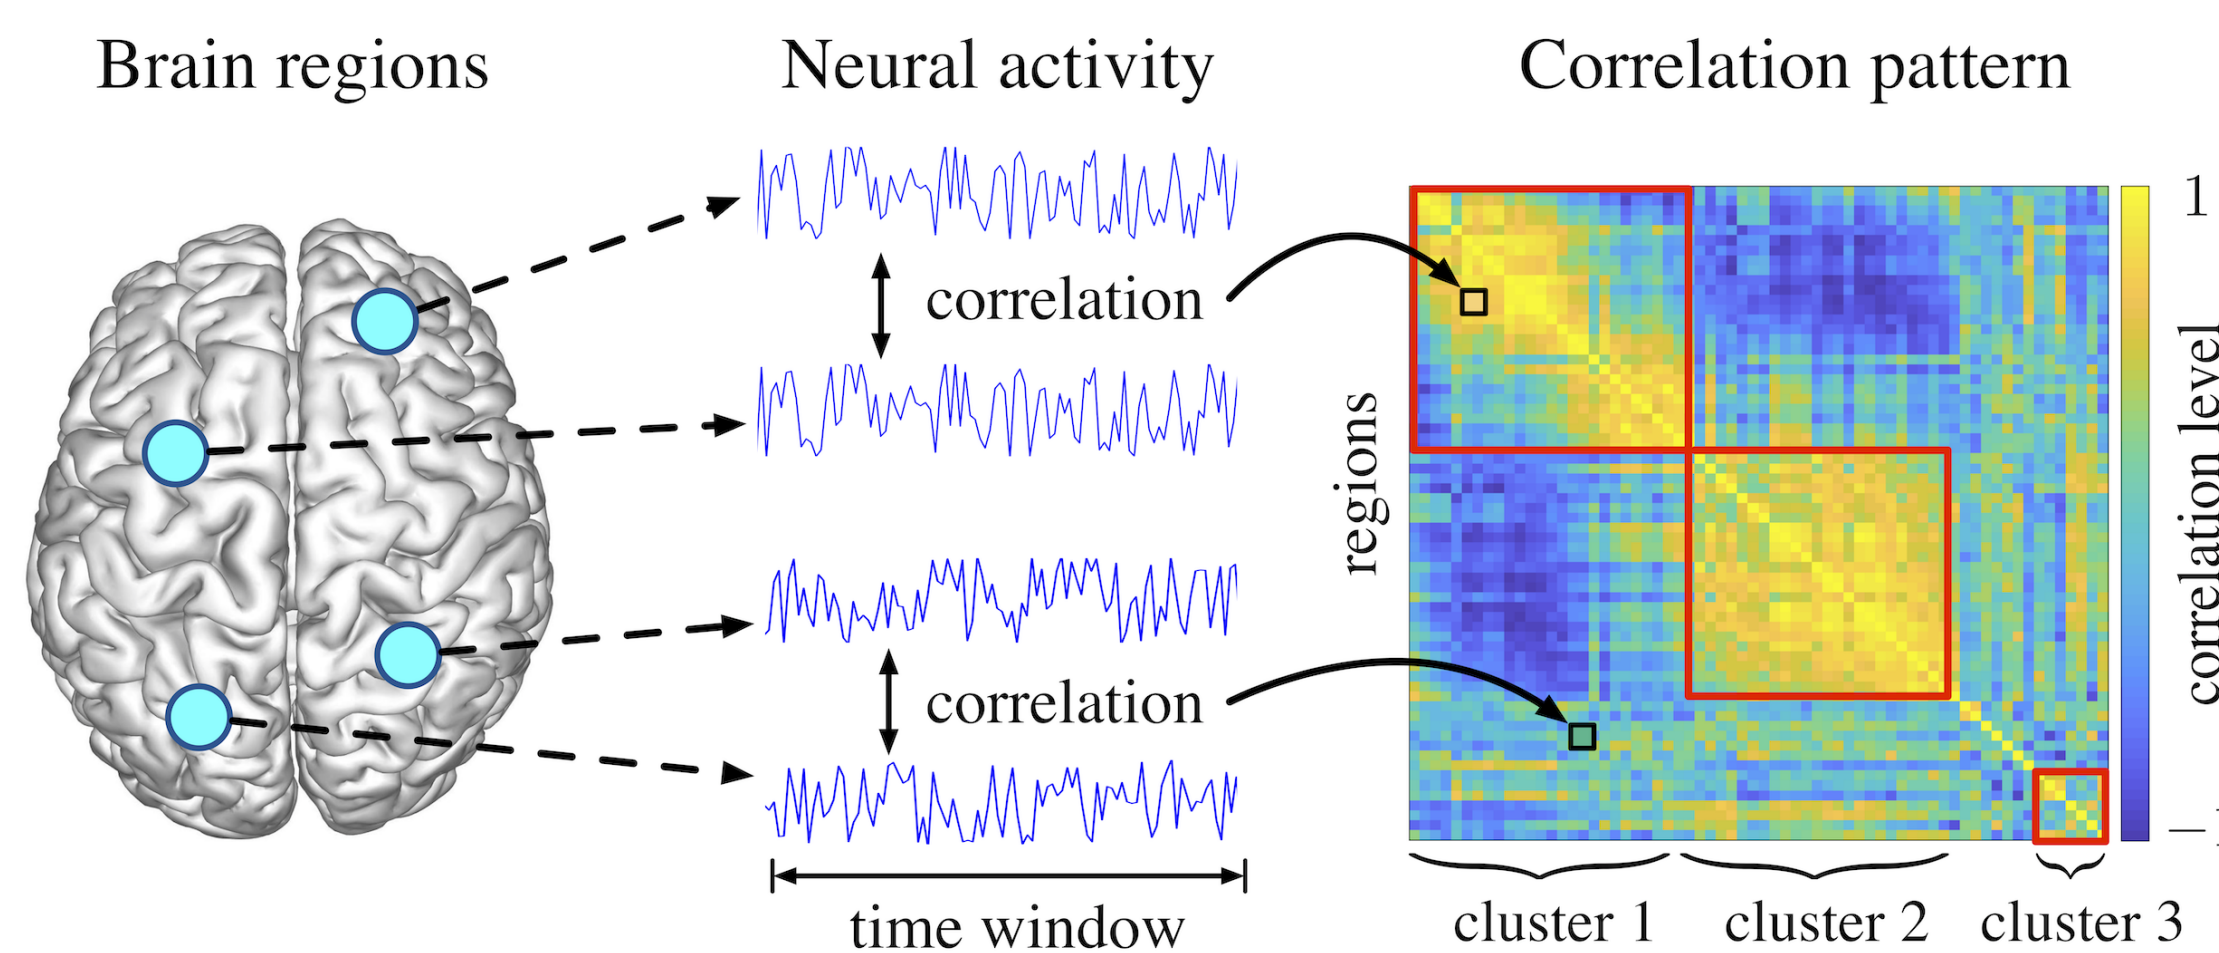 Brain regions
Neural activity
Correlation pattern
correlation
correlation
time window
regions
1
correlation level
cluster 1
cluster 2
cluster 3